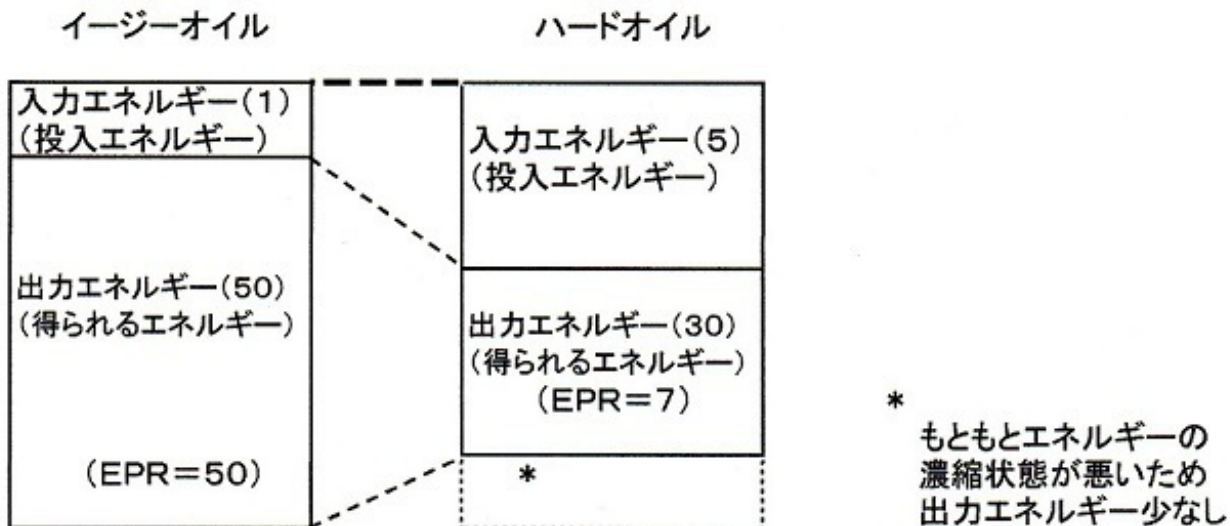 イージーオイル
ハードオイル
入力エネルギー(1)
(投入エネルギー)
出力エネルギー(50)
(得られるエネルギー)
(EPR=50)
入力エネルギー(5)
(投入エネルギー)
出力エネルギー(30)
(得られるエネルギー)
(EPR=7)
*
*
もともとエネルギーの
濃縮状態が悪いため
出力エネルギー少なし